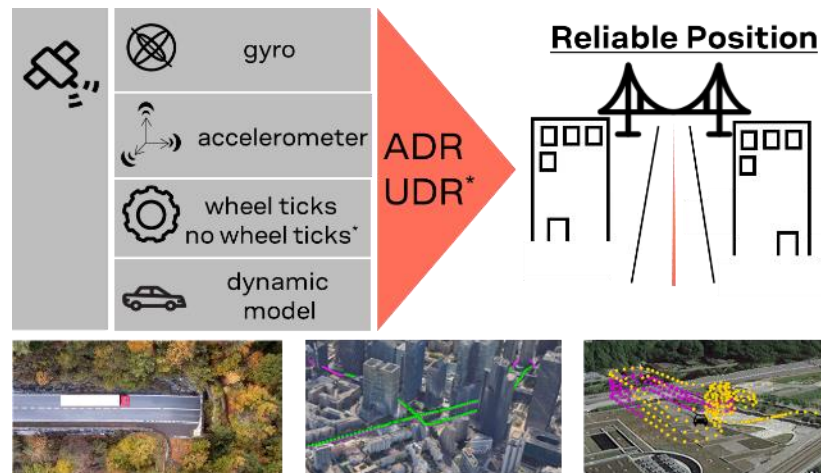 gyro
accelerometer
wheel ticks
no wheel ticks*
dynamic
model
ADR
UDR*
Reliable Position